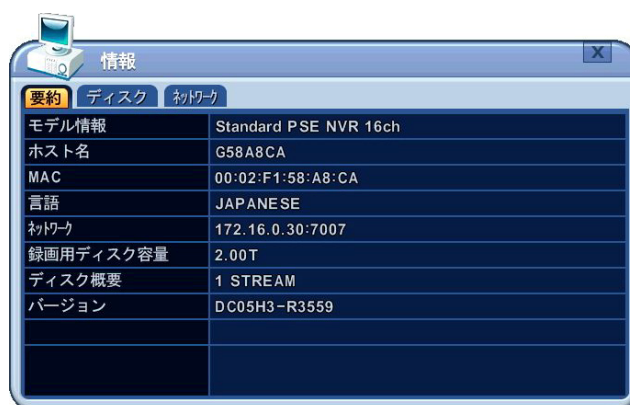 情報 X
要約 ディスク ﾈｯﾄﾜｰｸ
モデル情報 Standard PSE NVR 16ch
ホスト名 G58A8CA
MAC 00:02:F1:58:A8:CA
言語 JAPANESE
ﾈｯﾄﾜｰｸ 172.16.0.30:7007
録画用ディスク容量 2.00T
ディスク概要 1 STREAM
バージョン DC05H3-R3559